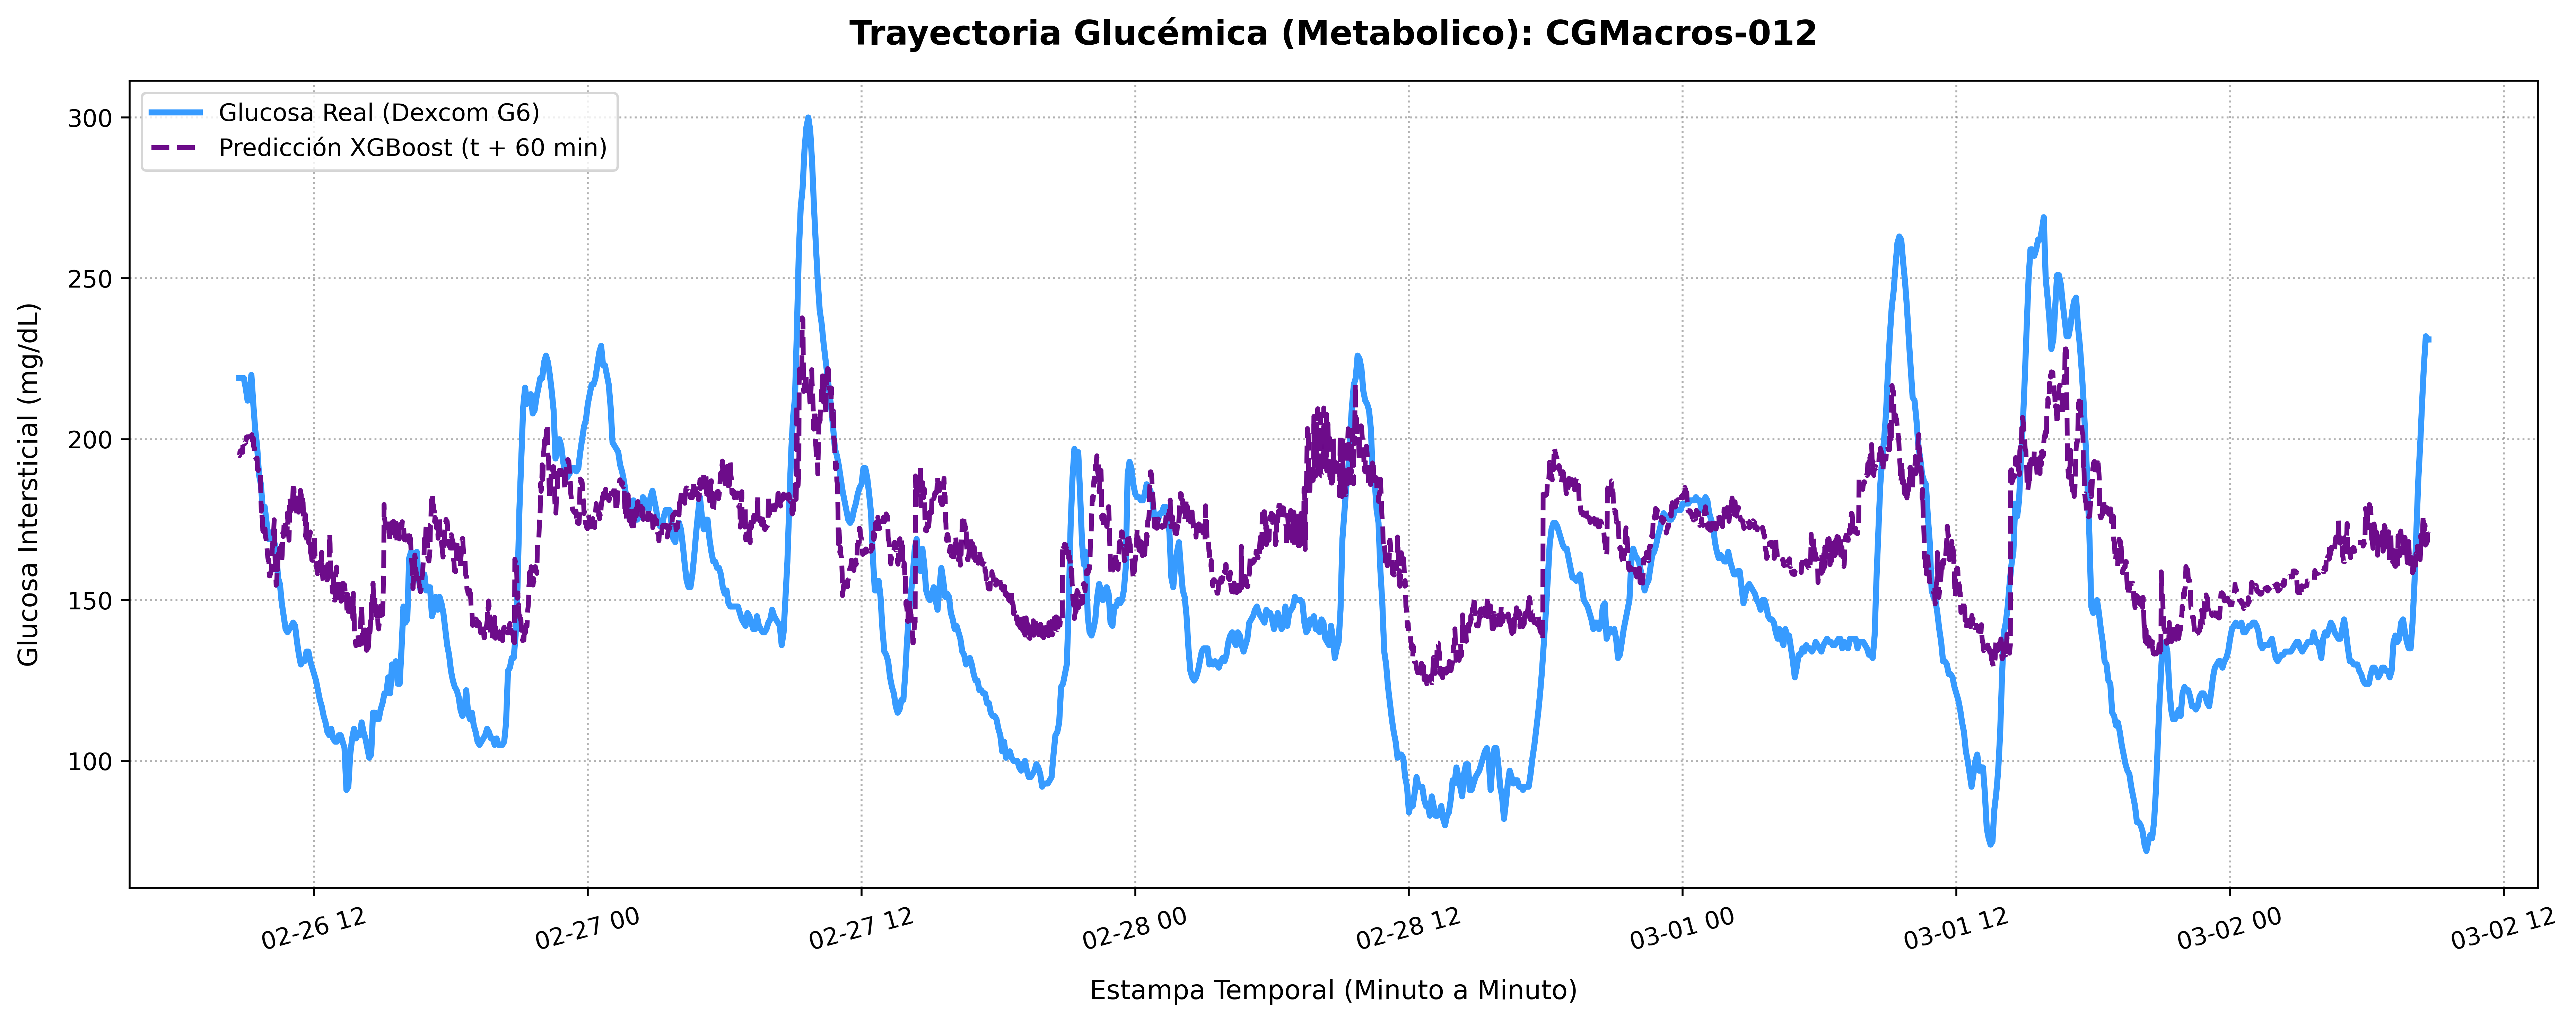 Trayectoria Glucémica (Metabolico): CGMacros-012
Glucosa Real (Dexcom G6)
Predicción XGBoost (t + 60 min)
Glucosa Intersticial (mg/dL)
300
250
200
150
100
02-26 12
02-27 00
02-27 12
02-28 00
02-28 12
03-01 00
03-01 12
03-02 00
03-02 12
Estampa Temporal (Minuto a Minuto)